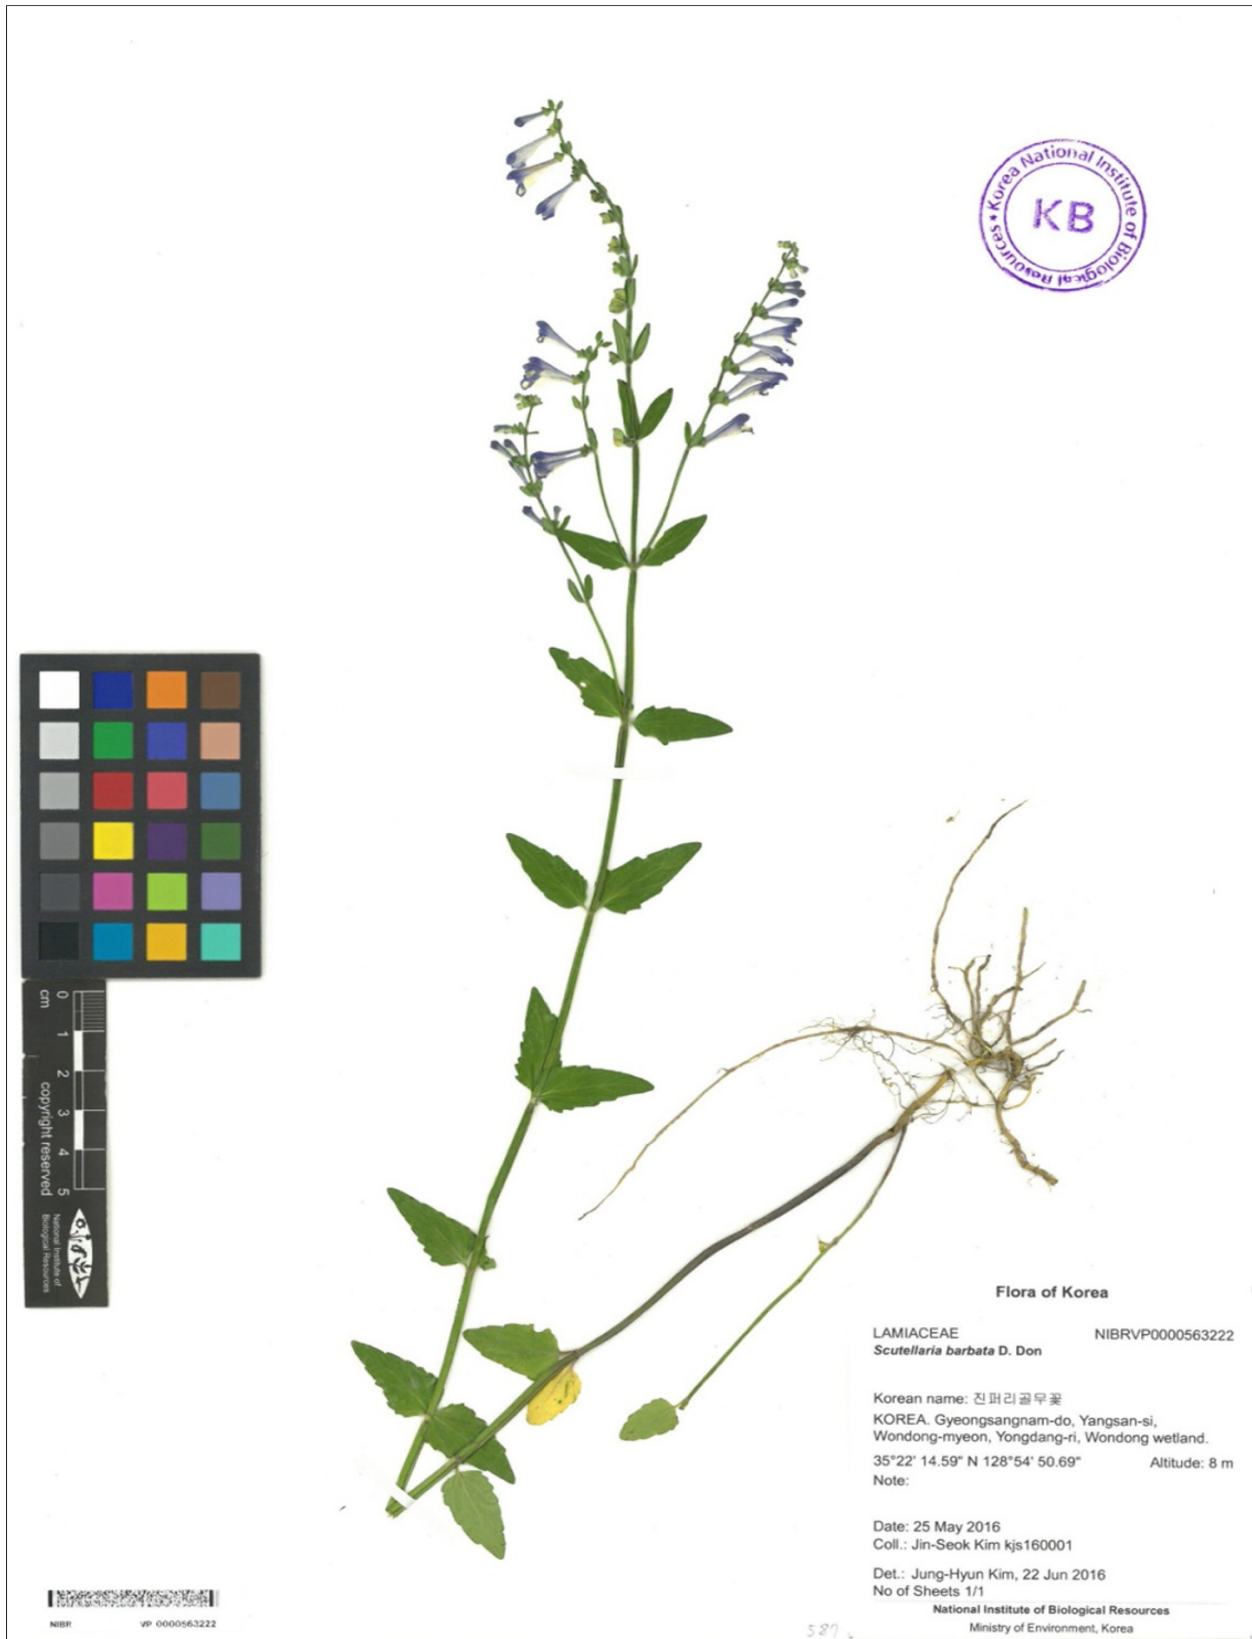 Korea National Institute of Biological Resources
KB
0
cm
1
2
3
4
5
copyright reserved
National Institute of
Biological Resources
Flora of Korea
LAMIACEAE NIBRVP0000563222
Scutellaria barbata D. Don
Korean name: 진퍼리골무꽃
KOREA. Gyeongsangnam-do, Yangsan-si,
Wondong-myeon, Yongdang-ri, Wondong wetland.
35°22' 14.59" N 128°54' 50.69" Altitude: 8 m
Note:
Date: 25 May 2016
Coll.: Jin-Seok Kim kjs160001
Det.: Jung-Hyun Kim, 22 Jun 2016
No of Sheets 1/1
National Institute of Biological Resources
Ministry of Environment, Korea
NIBR VP 0000563222
587